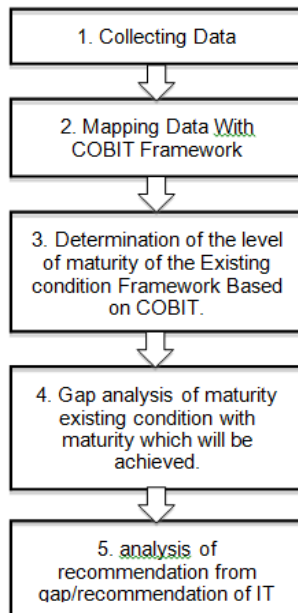 1. Collecting Data
2. Mapping Data With
COBIT Framework
3. Determination of the level
of maturity of the Existing
condition Framework Based
on COBIT.
4. Gap analysis of maturity
existing condition with
maturity which will be
achieved.
5. analysis of
recommendation from
gap/recommendation of IT